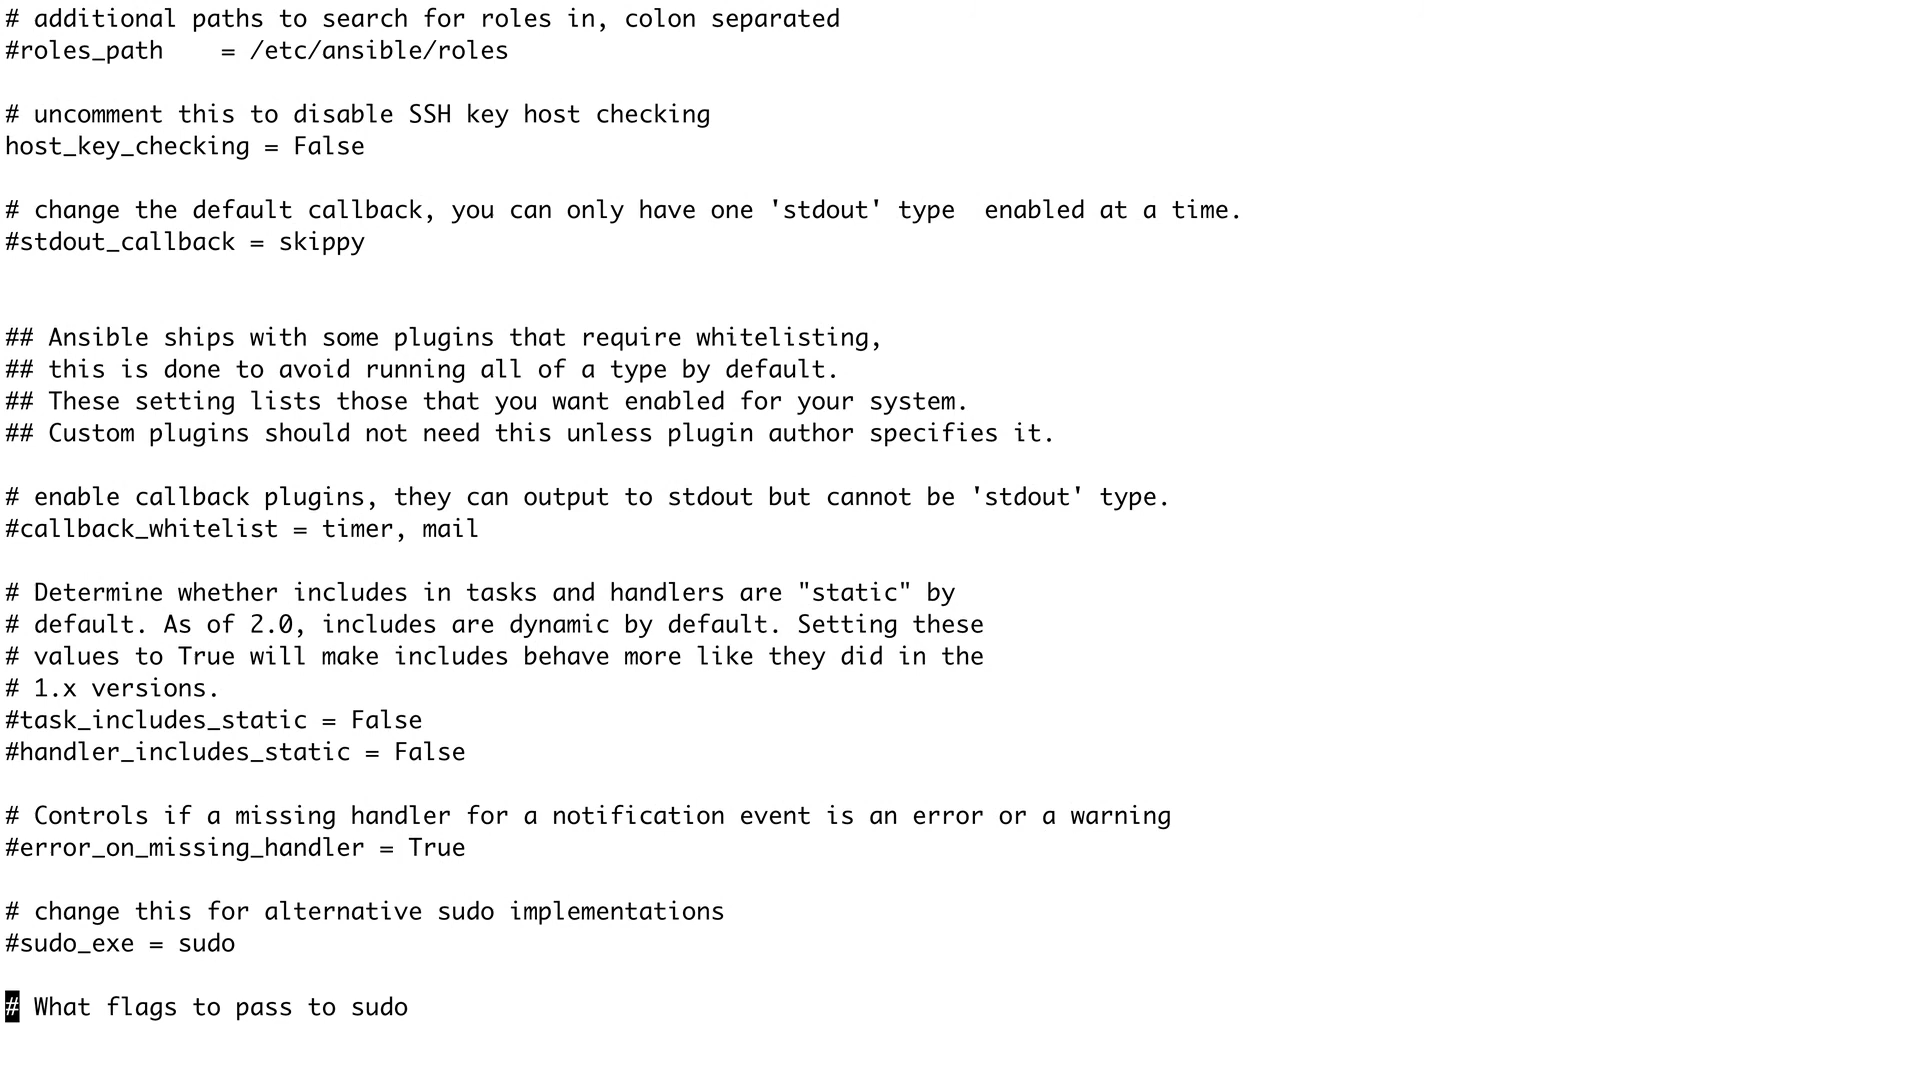 # additional paths to search for roles in, colon separated
#roles_path    = /etc/ansible/roles

# uncomment this to disable SSH key host checking
host_key_checking = False

# change the default callback, you can only have one 'stdout' type  enabled at a time.
#stdout_callback = skippy


## Ansible ships with some plugins that require whitelisting,
## this is done to avoid running all of a type by default.
## These setting lists those that you want enabled for your system.
## Custom plugins should not need this unless plugin author specifies it.

# enable callback plugins, they can output to stdout but cannot be 'stdout' type.
#callback_whitelist = timer, mail

# Determine whether includes in tasks and handlers are "static" by
# default. As of 2.0, includes are dynamic by default. Setting these
# values to True will make includes behave more like they did in the
# 1.x versions.
#task_includes_static = False
#handler_includes_static = False

# Controls if a missing handler for a notification event is an error or a warning
#error_on_missing_handler = True

# change this for alternative sudo implementations
#sudo_exe = sudo

# What flags to pass to sudo